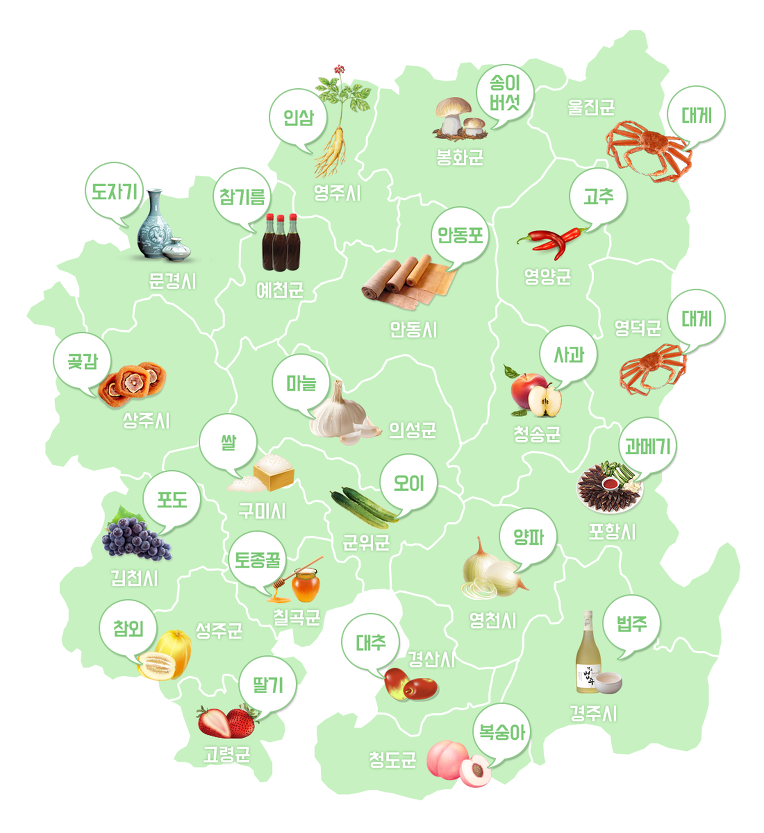 송이
버섯
인삼
울진군
대게
봉화군
영주시
도자기
참기름
고추
안동포
문경시
예천군
영양군
안동시
영덕군
대게
곶감
마늘
사과
상주시
의성군
청송군
쌀
과메기
오이
포도
구미시
포항시
군위군
양파
토종꿀
김천시
칠곡군
영천시
참외
성주군
대추
경산시
법주
딸기
경주시
고령군
청도군
복숭아